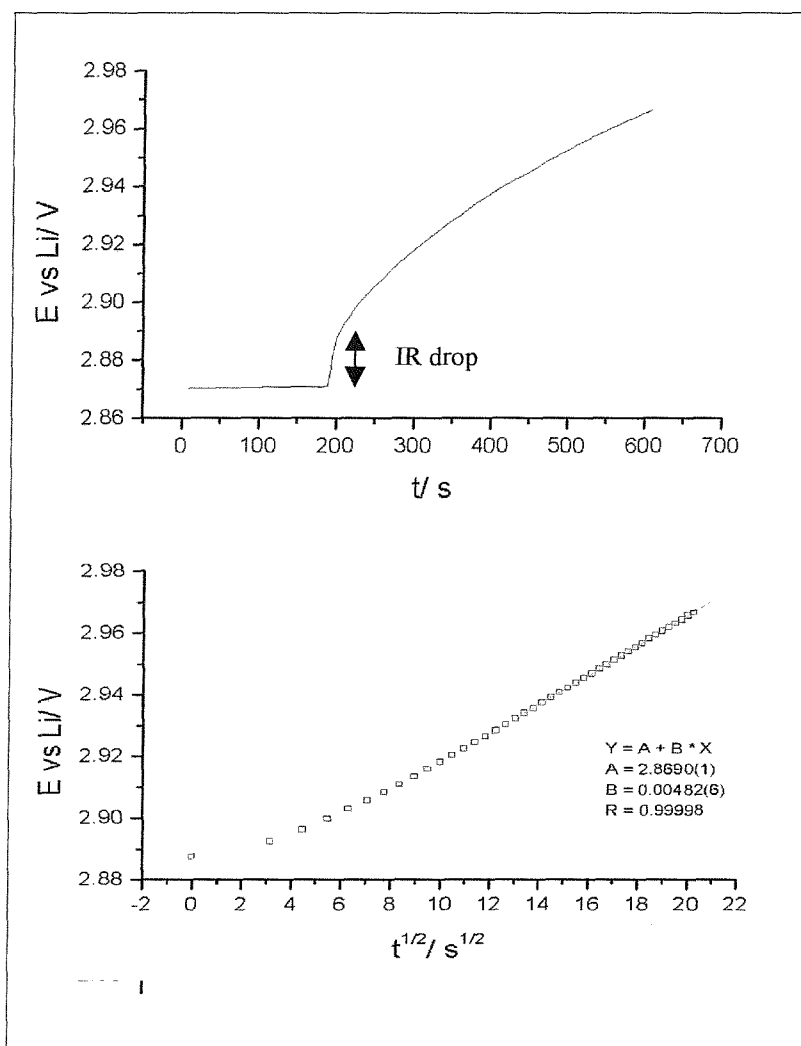 2.98
2.96
2.94
2.92
2.90
2.88
2.86
E vs Li/ V
IR drop
0 100 200 300 400 500 600 700
t/ s
2.98
2.96
2.94
2.92
2.90
2.88
E vs Li/ V
Y = A + B * X
A = 2.8690(1)
B = 0.00482(6)
R = 0.99998
-2 0 2 4 6 8 10 12 14 16 18 20 22
t^1/2/ s^1/2